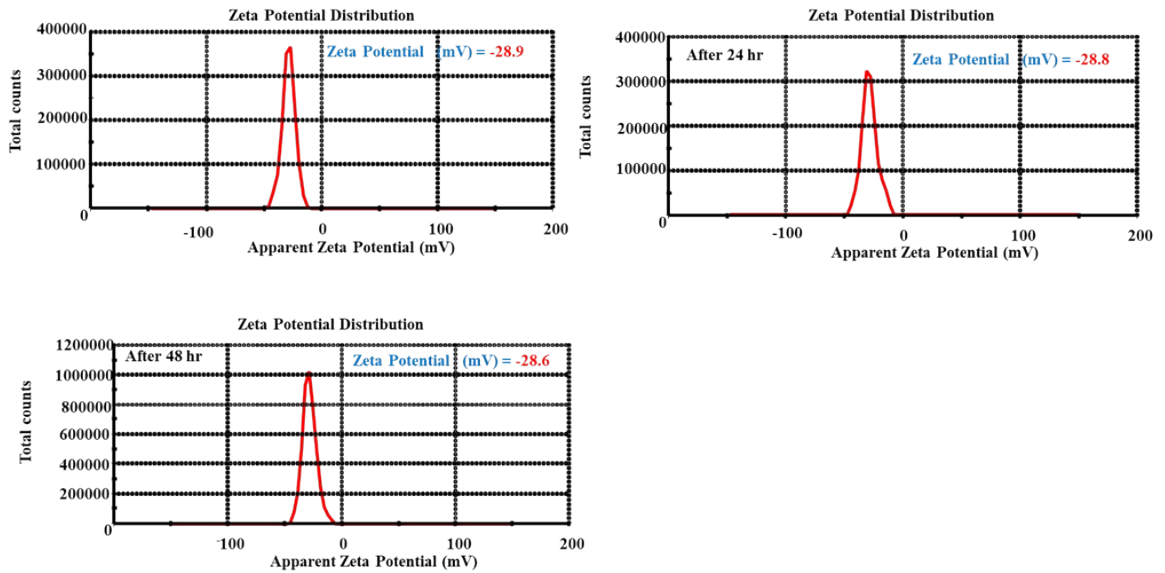 Zeta Potential Distribution
400000
Zeta Potential (mV) = -28.9
300000
200000
100000
0
Total counts
-100
0
100
200
Apparent Zeta Potential (mV)
Zeta Potential Distribution
400000
After 24 hr
Zeta Potential (mV) = -28.8
300000
200000
100000
0
Total counts
-100
0
100
200
Apparent Zeta Potential (mV)
Zeta Potential Distribution
1200000
After 48 hr
Zeta Potential (mV) = -28.6
1000000
800000
600000
400000
200000
0
Total counts
-100
0
100
200
Apparent Zeta Potential (mV)